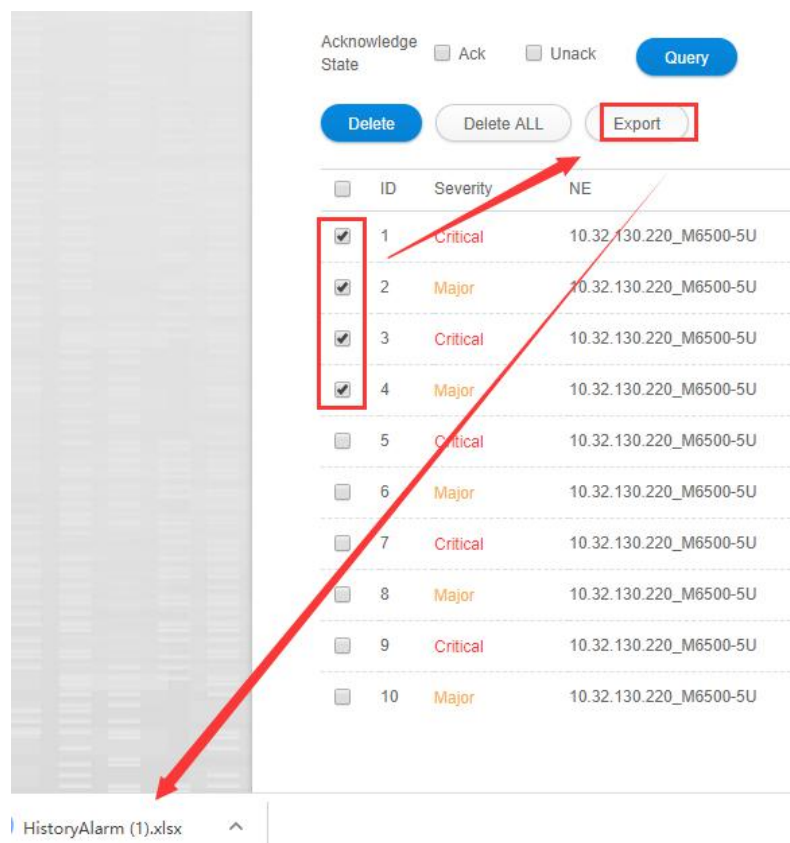 Acknowledge
State
Ack Unack Query
Delete Delete ALL Export
ID Severity NE
1 Critical 10.32.130.220_M6500-5U
2 Major 10.32.130.220_M6500-5U
3 Critical 10.32.130.220_M6500-5U
4 Major 10.32.130.220_M6500-5U
5 Critical 10.32.130.220_M6500-5U
6 Major 10.32.130.220_M6500-5U
7 Critical 10.32.130.220_M6500-5U
8 Major 10.32.130.220_M6500-5U
9 Critical 10.32.130.220_M6500-5U
10 Major 10.32.130.220_M6500-5U
HistoryAlarm (1).xlsx